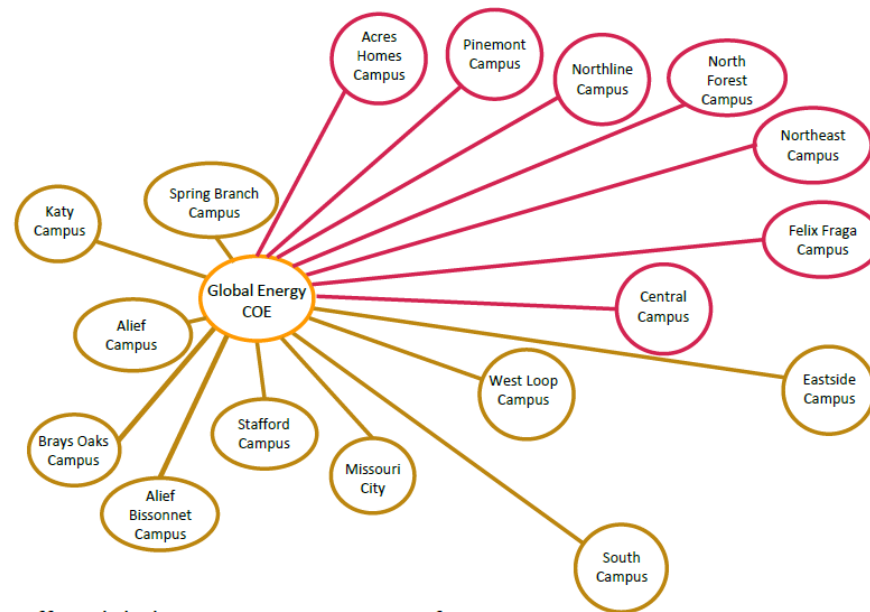 Acres
Homes
Campus
Pinemont
Campus
Northline
Campus
North
Forest
Campus
Northeast
Campus
Spring Branch
Campus
Katy
Campus
Felix Fraga
Campus
Global Energy
COE
Central
Campus
Alief
Campus
West Loop
Campus
Eastside
Campus
Stafford
Campus
Brays Oaks
Campus
Missouri
City
Alief
Bissonnet
Campus
South
Campus